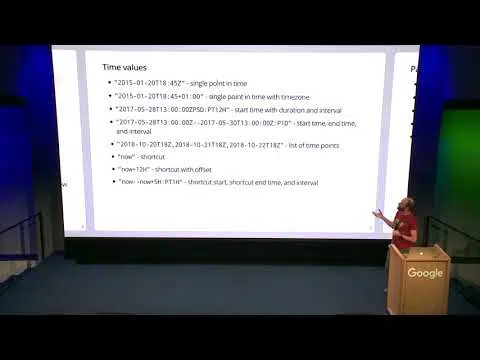 Time values
• "2015-01-20T18:45Z" - single point in time
• "2015-01-20T18:45+01:00" - single point in time with timezone
• "2017-05-28T13:00:00ZP5D:PT12H" - start time with duration and interval
• "2017-05-28T13:00:00Z--2017-05-30T13:00:00Z:P1D" - start time, end time,
and interval
• "2018-10-20T18Z,2018-10-21T18Z,2018-10-22T18Z" - list of time points
• "now" - shortcut
• "now+12H" - shortcut with offset
• "now--now+5H:PT1H" - shortcut start, shortcut end time, and interval
Google